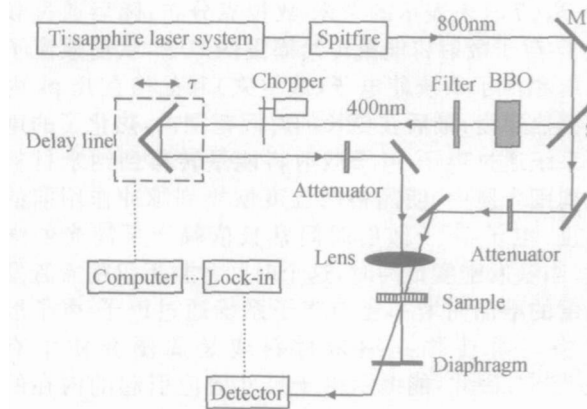 Ti:sapphire laser system
Spitfire
800nm
M
Chopper
Filter
BBO
400nm
Delay line
Attenuator
Attenuator
Lens
Computer
Lock-in
Sample
Diaphragm
Detector